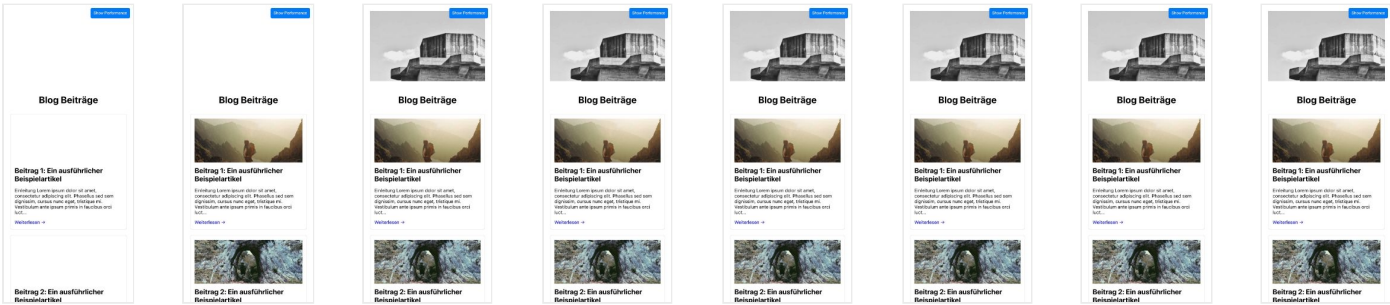 Show Performance
Blog Beiträge
Beitrag 1: Ein ausführlicher
Beispielartikel
Einleitung Lorem ipsum dolor sit amet,
consectetur adipiscing elit. Phasellus sed sem
dignissim, cursus nunc eget, tristique mi.
Vestibulum ante ipsum primis in faucibus orci
luct...
Weiterlesen →
Beitrag 2: Ein ausführlicher
Beispielartikel
Show Performance
Blog Beiträge
Beitrag 1: Ein ausführlicher
Beispielartikel
Einleitung Lorem ipsum dolor sit amet,
consectetur adipiscing elit. Phasellus sed sem
dignissim, cursus nunc eget, tristique mi.
Vestibulum ante ipsum primis in faucibus orci
luct...
Weiterlesen →
Beitrag 2: Ein ausführlicher
Beispielartikel
Show Performance
Blog Beiträge
Beitrag 1: Ein ausführlicher
Beispielartikel
Einleitung Lorem ipsum dolor sit amet,
consectetur adipiscing elit. Phasellus sed sem
dignissim, cursus nunc eget, tristique mi.
Vestibulum ante ipsum primis in faucibus orci
luct...
Weiterlesen →
Beitrag 2: Ein ausführlicher
Beispielartikel
Show Performance
Blog Beiträge
Beitrag 1: Ein ausführlicher
Beispielartikel
Einleitung Lorem ipsum dolor sit amet,
consectetur adipiscing elit. Phasellus sed sem
dignissim, cursus nunc eget, tristique mi.
Vestibulum ante ipsum primis in faucibus orci
luct...
Weiterlesen →
Beitrag 2: Ein ausführlicher
Beispielartikel
Show Performance
Blog Beiträge
Beitrag 1: Ein ausführlicher
Beispielartikel
Einleitung Lorem ipsum dolor sit amet,
consectetur adipiscing elit. Phasellus sed sem
dignissim, cursus nunc eget, tristique mi.
Vestibulum ante ipsum primis in faucibus orci
luct...
Weiterlesen →
Beitrag 2: Ein ausführlicher
Beispielartikel
Show Performance
Blog Beiträge
Beitrag 1: Ein ausführlicher
Beispielartikel
Einleitung Lorem ipsum dolor sit amet,
consectetur adipiscing elit. Phasellus sed sem
dignissim, cursus nunc eget, tristique mi.
Vestibulum ante ipsum primis in faucibus orci
luct...
Weiterlesen →
Beitrag 2: Ein ausführlicher
Beispielartikel
Show Performance
Blog Beiträge
Beitrag 1: Ein ausführlicher
Beispielartikel
Einleitung Lorem ipsum dolor sit amet,
consectetur adipiscing elit. Phasellus sed sem
dignissim, cursus nunc eget, tristique mi.
Vestibulum ante ipsum primis in faucibus orci
luct...
Weiterlesen →
Beitrag 2: Ein ausführlicher
Beispielartikel
Show Performance
Blog Beiträge
Beitrag 1: Ein ausführlicher
Beispielartikel
Einleitung Lorem ipsum dolor sit amet,
consectetur adipiscing elit. Phasellus sed sem
dignissim, cursus nunc eget, tristique mi.
Vestibulum ante ipsum primis in faucibus orci
luct...
Weiterlesen →
Beitrag 2: Ein ausführlicher
Beispielartikel